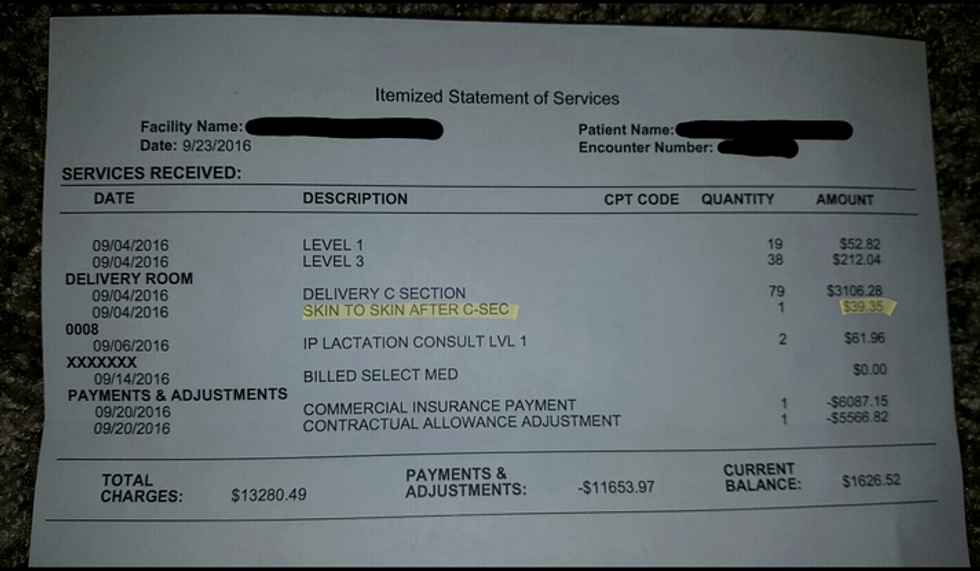 Itemized Statement of Services
Facility Name:
Patient Name:
Date: 9/23/2016
Encounter Number:
SERVICES RECEIVED:
DATE DESCRIPTION CPT CODE QUANTITY AMOUNT
09/04/2016 LEVEL 1 19 $52.82
09/04/2016 LEVEL 3 38 $212.04
DELIVERY ROOM
09/04/2016 DELIVERY C SECTION 79 $3106.28
09/04/2016 SKIN TO SKIN AFTER C-SEC 1 $39.35
0008
09/06/2016 IP LACTATION CONSULT LVL 1 2 $61.96
XXXXXXX
09/14/2016 BILLED SELECT MED $0.00
PAYMENTS & ADJUSTMENTS
09/20/2016 COMMERCIAL INSURANCE PAYMENT 1 -$6087.15
09/20/2016 CONTRACTUAL ALLOWANCE ADJUSTMENT 1 -$5566.82
TOTAL CHARGES: $13280.49
PAYMENTS & ADJUSTMENTS: -$11653.97
CURRENT BALANCE: $1626.52